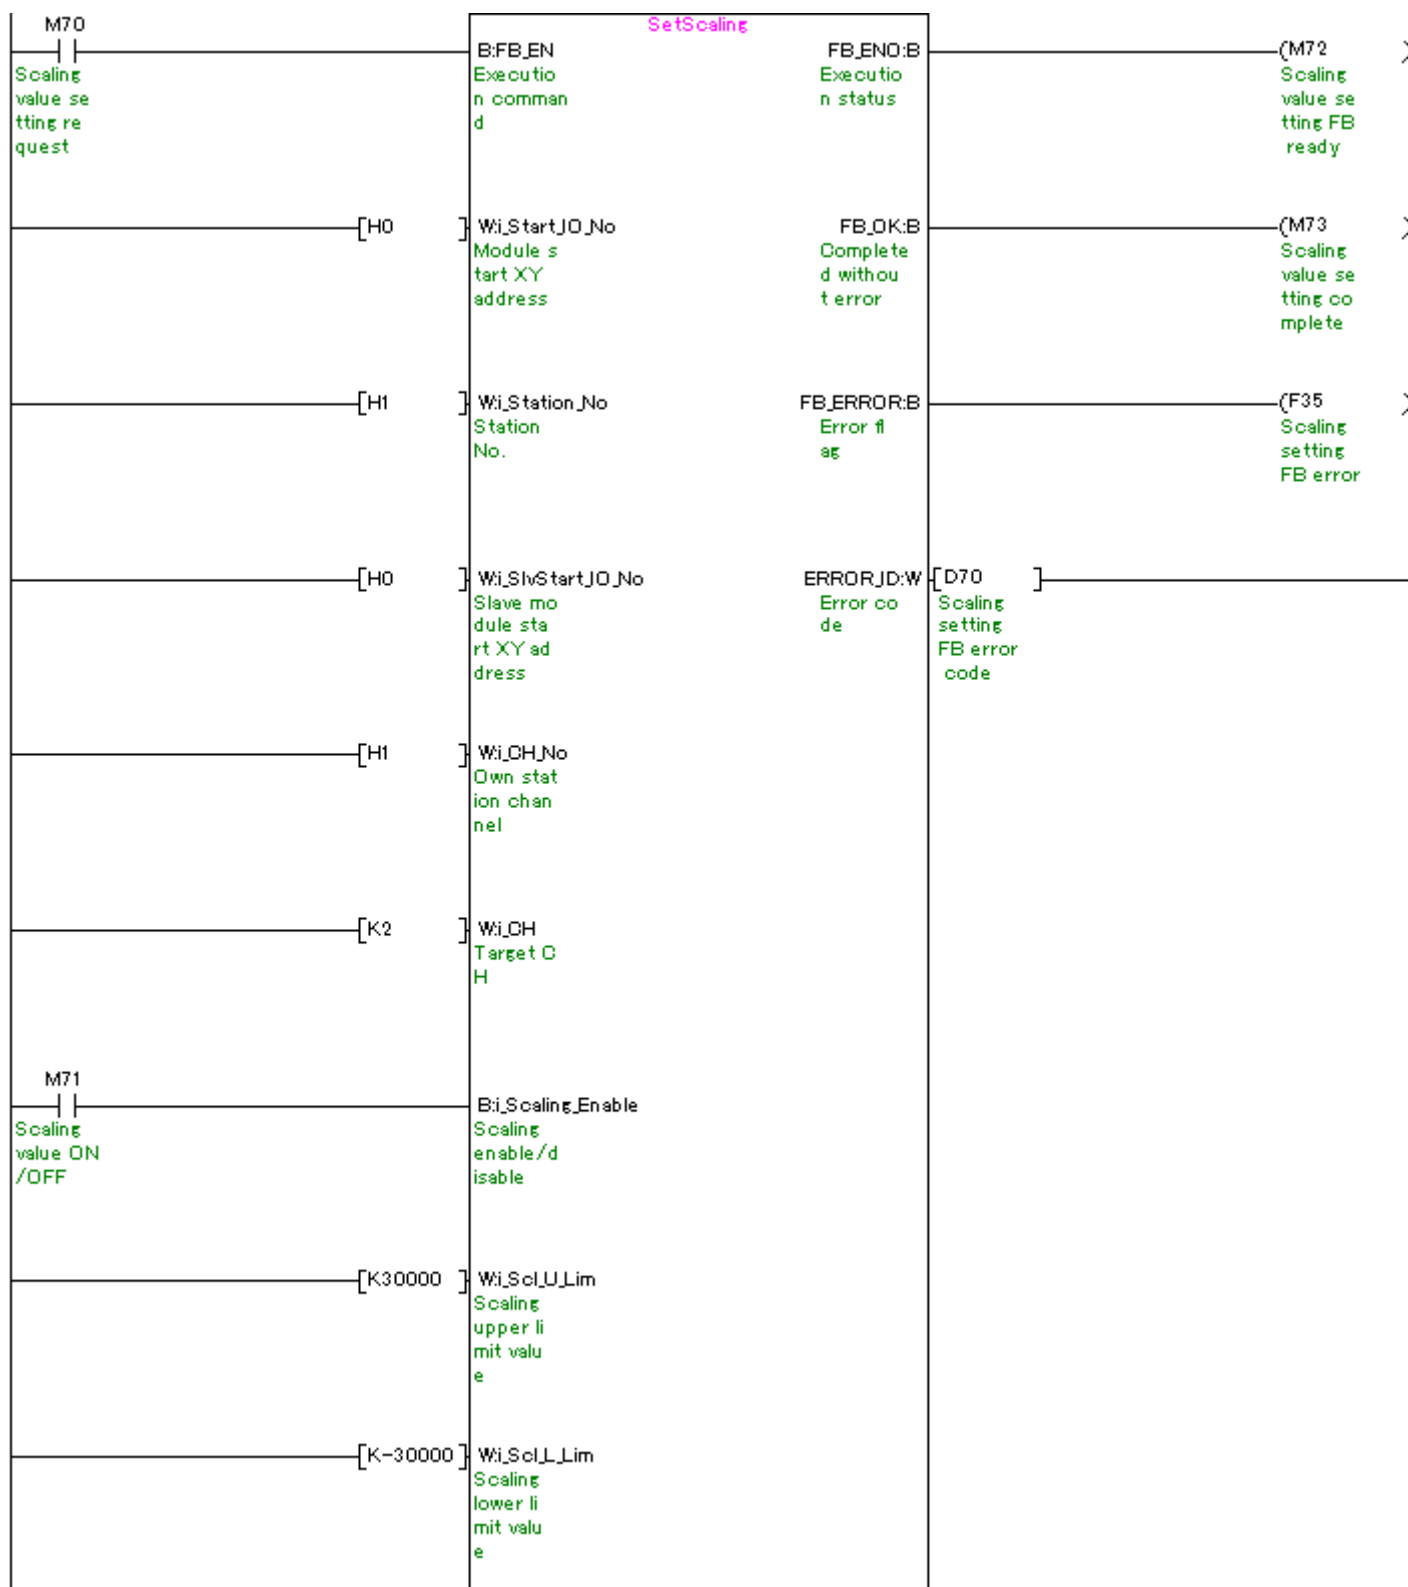 M70
SetScaling
B:FB_EN
FB_ENO:B
(M72
Scaling
value se
tting re
quest
Executio
n comman
d
Executio
n status
Scaling
value se
tting FB
ready
[H0 ]
W:i_Start_IO_No
FB_OK:B
(M73
Module s
tart XY
address
Complete
d withou
t error
Scaling
value se
tting co
mplete
[H1 ]
W:i_Station_No
FB_ERROR:B
(F35
Station
No.
Error fl
ag
Scaling
setting
FB error
[H0 ]
W:i_SlvStart_IO_No
ERROR_ID:W
[D70 ]
Slave mo
dule sta
rt XY ad
dress
Error co
de
Scaling
setting
FB error
code
[H1 ]
W:i_CH_No
Own stat
ion chan
nel
[K2 ]
W:i_CH
Target C
H
M71
B:i_Scaling_Enable
Scaling
value ON
/OFF
Scaling
enable/d
isable
[K30000 ]
W:i_Scl_U_Lim
Scaling
upper li
mit valu
e
[K-30000 ]
W:i_Scl_L_Lim
Scaling
lower li
mit valu
e